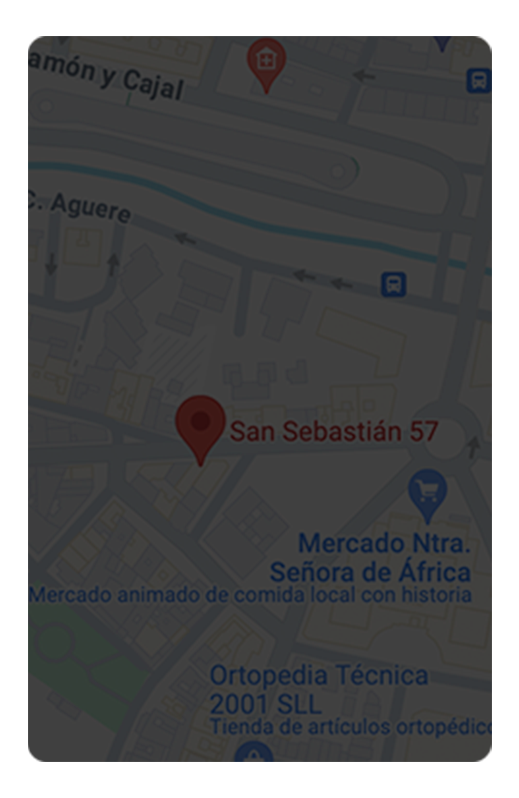 amón y Cajal
C. Aguere
San Sebastián 57
Mercado Ntra.
Señora de África
Mercado animado de comida local con historia
Ortopedia Técnica
2001 SLL
Tienda de artículos ortopédico